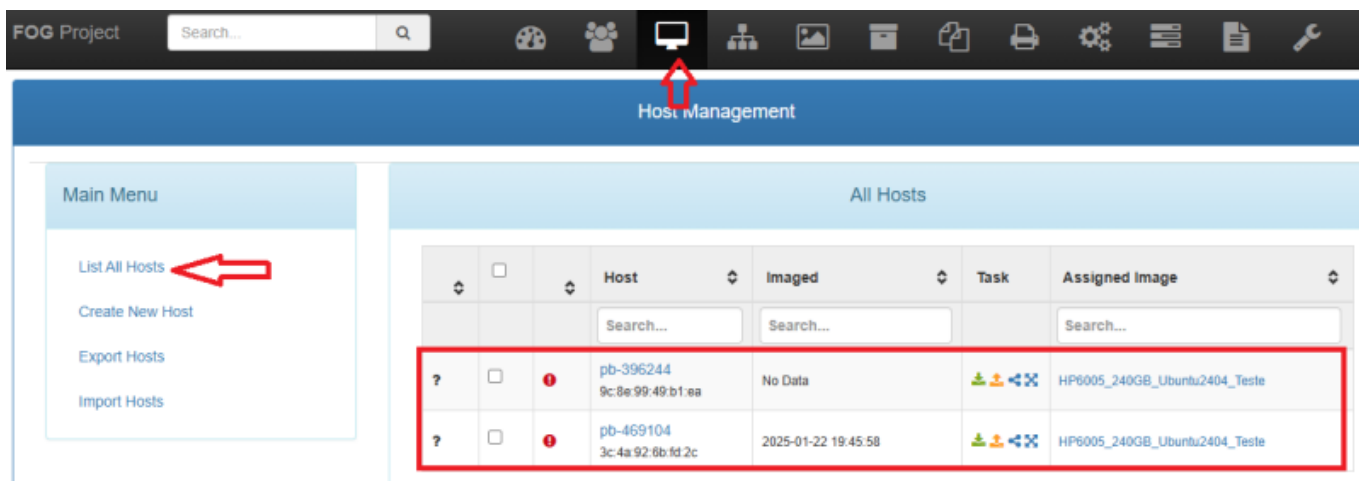 FOG Project
Search...
Host Management
Main Menu
List All Hosts
Create New Host
Export Hosts
Import Hosts
All Hosts
Host Imaged Task Assigned Image
Search... Search... Search...
? pb-396244 No Data HP6005_240GB_Ubuntu2404_Teste
9c:8e:99:49:b1:ea
? pb-469104 2025-01-22 19:45:58 HP6005_240GB_Ubuntu2404_Teste
3c:4a:92:6b:fd:2c